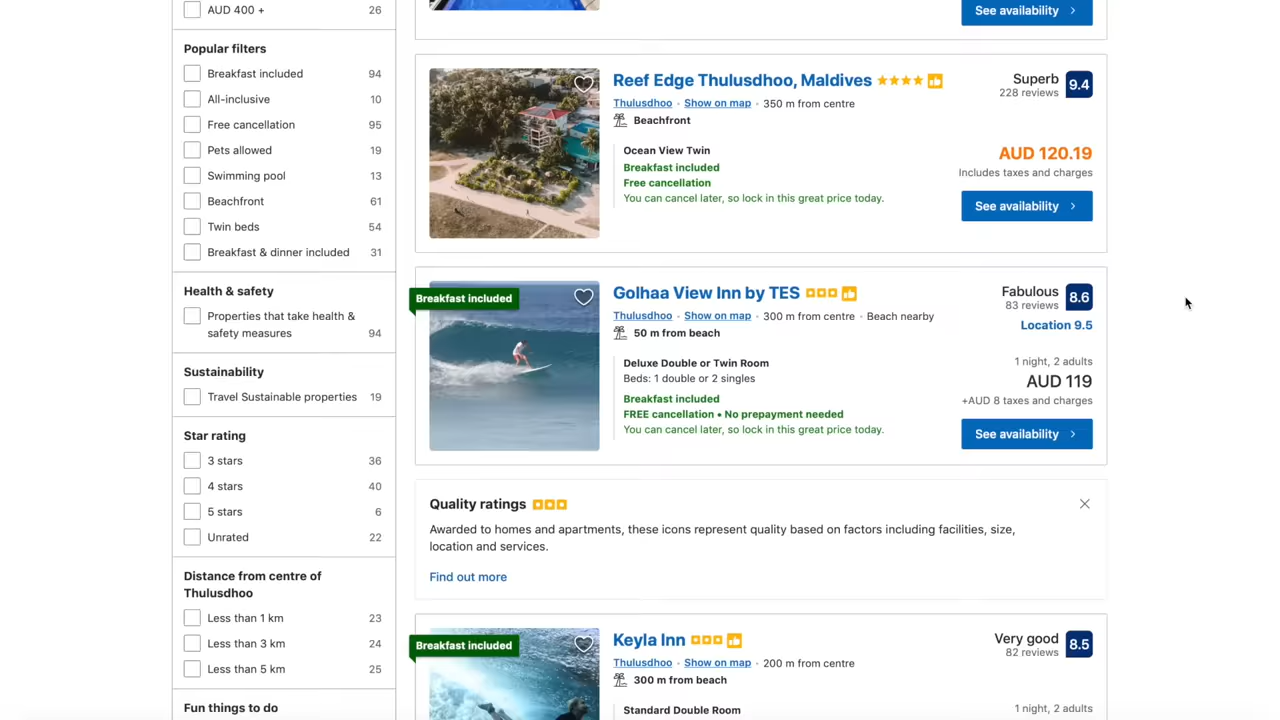 AUD 400 +
26
Popular filters
Breakfast included
94
All-inclusive
10
Free cancellation
95
Pets allowed
19
Swimming pool
13
Beachfront
61
Twin beds
54
Breakfast & dinner included
31
Health & safety
Properties that take health &
safety measures
94
Sustainability
Travel Sustainable properties
19
Star rating
3 stars
36
4 stars
40
5 stars
6
Unrated
22
Distance from centre of
Thulusdhoo
Less than 1 km
23
Less than 3 km
24
Less than 5 km
25
Fun things to do
See availability
Reef Edge Thulusdhoo, Maldives
Thulusdhoo · Show on map · 350 m from centre
Beachfront
Ocean View Twin
Breakfast included
Free cancellation
You can cancel later, so lock in this great price today.
Superb
228 reviews
9.4
AUD 120.19
Includes taxes and charges
See availability
Breakfast included
Golhaa View Inn by TES
Thulusdhoo · Show on map · 300 m from centre · Beach nearby
50 m from beach
Deluxe Double or Twin Room
Beds: 1 double or 2 singles
Breakfast included
FREE cancellation • No prepayment needed
You can cancel later, so lock in this great price today.
Fabulous
83 reviews
8.6
Location 9.5
1 night, 2 adults
AUD 119
+AUD 8 taxes and charges
See availability
Quality ratings
Awarded to homes and apartments, these icons represent quality based on factors including facilities, size,
location and services.
Find out more
Breakfast included
Keyla Inn
Thulusdhoo · Show on map · 200 m from centre
300 m from beach
Standard Double Room
Very good
82 reviews
8.5
1 night, 2 adults